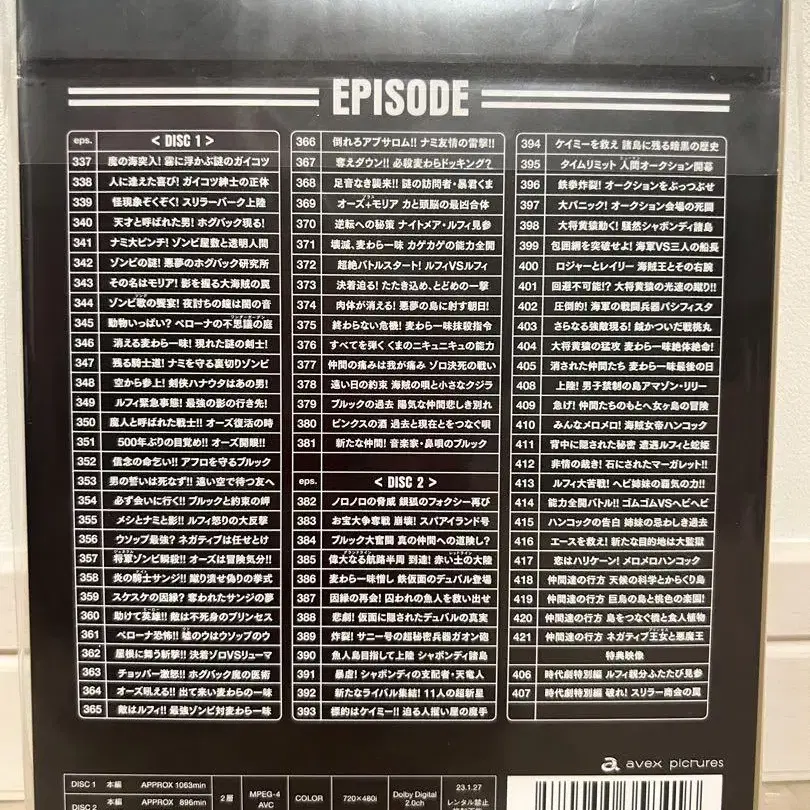 EPISODE
eps. < DISC 1 >
337 魔の海突入! 霧に浮かぶ謎のガイコツ
338 人に逢えた喜び! ガイコツ紳士の正体
339 怪現象ぞくぞく! スリラーバーク上陸
340 天才と呼ばれた男! ホグバック現る!
341 ナミ大ピンチ! ゾンビ屋敷と透明人間
342 ゾンビの謎! 悪夢のホグバック研究所
343 その名はモリア! 影を握る大海賊の罠!
344 ゾンビ歌の饗宴! 夜討ちの鐘は闇の音
345 動物いっぱい? ペローナの不思議の庭
346 消える麦わら一味! 現れた謎の剣士!
347 残る騎士道! ナミを守る裏切りゾンビ
348 空から参上! 剣侠ハナウタはあの男!
349 ルフィ緊急事態! 最強の影の行き先!
350 魔人と呼ばれた戦士!! オーズ復活の時
351 500年ぶりの目覚め!! オーズ開眼!!
352 信念の命乞い!! アフロを守るブルック
353 男の誓いは死なず!! 遠い空で待つ友へ
354 必ず会いに行く!! ブルックと約束の岬
355 メシとナミと影!! ルフィ怒りの大反撃
356 ウソップ最強? ネガティブは任せとけ
357 将軍ゾンビ瞬殺!! オーズは冒険気分!!
358 炎の騎士サンジ!! 蹴り潰せ偽りの挙式
359 スケスケの因縁? 奪われたサンジの夢
360 助けて英雄!! 敵は不死身のプリンセス
361 ペローナ恐怖!! 嘘のウはウソップのウ
362 屋根に舞う斬撃!! 決着ゾロVSリューマ
363 チョッパー激怒!! ホグバック魔の医術
364 オーズ吼える!! 出て来い麦わらの一味
365 敵はルフィ!! 最強ゾンビ対麦わら一味
366 倒れるアブサロム!! ナミ友情の雷撃!!
367 奪えダウン!! 必殺麦わらドッキング?
368 足音なき襲来!! 謎の訪問者・暴君くま
369 オーズ+モリア 力と頭脳の最凶合体
370 逆転への秘策 ナイトメア・ルフィ見参
371 壊滅、麦わら一味 カゲカゲの能力全開
372 超絶バトルスタート! ルフィVSルフィ
373 決着迫る! たたき込め、とどめの一撃
374 肉体が消える! 悪夢の島に射す朝日!
375 終わらない危機! 麦わら一味抹殺指令
376 すべてを弾くくまのニキュニキュの能力
377 仲間の痛みは我が痛み ゾロ決死の戦い
378 遠い日の約束 海賊の唄と小さなクジラ
379 ブルックの過去 陽気な仲間悲しき別れ
380 ビンクスの酒 過去と現在とをつなぐ唄
381 新たな仲間! 音楽家・鼻唄のブルック
eps. < DISC 2 >
382 ノロノロの脅威 銀狐のフォクシー再び
383 お宝大争奪戦 崩壊! スパアイランド号
384 ブルック大奮闘 真の仲間への道険し?
385 偉大なる航路半周 到達! 赤い土の大陸
386 麦わら一味憎し 鉄仮面のデュバル登場
387 因縁の再会! 囚われの魚人を救い出せ
388 悲劇! 仮面に隠されたデュバルの真実
389 炸裂! サニー号の超秘密兵器ガオン砲
390 魚人島目指して上陸 シャボンディ諸島
391 暴虐! シャボンディの支配者・天竜人
392 新たなライバル集結! 11人の超新星
393 標的はケイミー!! 迫る人攫い屋の魔手
394 ケイミーを救え 諸島に残る暗黒の歴史
395 タイムリミット 人間オークション開幕
396 鉄拳炸裂! オークションをぶっつぶせ
397 大パニック! オークション会場の死闘
398 大将黄猿動く! 騒然シャボンディ諸島
399 包囲網を突破せよ! 海軍VS三人の船長
400 ロジャーとレイリー 海賊王とその右腕
401 回避不可能!? 大将黄猿の光速の蹴り!!
402 圧倒的! 海軍の戦闘兵器パシフィスタ
403 さらなる強敵現る! 鉞かついだ戦桃丸
404 大将黄猿の猛攻 麦わら一味絶体絶命!
405 消された仲間たち 麦わら一味最後の日
408 上陸! 男子禁制の島アマゾン・リリー
409 急げ! 仲間たちのもとへ女ヶ島の冒険
410 みんなメロメロ! 海賊女帝ハンコック
411 背中に隠された秘密 遭遇ルフィと蛇姫
412 非情の裁き! 石にされたマーガレット!!
413 ルフィ大苦戦! ヘビ姉妹の覇気の力!!
414 能力全開バトル!! ゴムゴムVSヘビヘビ
415 ハンコックの告白 姉妹の忌わしき過去
416 エースを救え! 新たな目的地は大監獄
417 恋はハリケーン! メロメロハンコック
418 仲間達の行方 天候の科学とからくり島
419 仲間達の行方 巨鳥の島と桃色の楽園!
420 仲間達の行方 島をつなぐ橋と食人植物
421 仲間達の行方 ネガティブ王女と悪魔王
特典映像
406 時代劇特別編 ルフィ親分ふたたび見参
407 時代劇特別編 破れ! スリラー商会の罠
avex pictures
DISC 1 本編 APPROX 1063min
DISC 2 本編 APPROX 896min
2層 MPEG-4 AVC COLOR 720×480i Dolby Digital 2.0ch 23.1.27 レンタル禁止